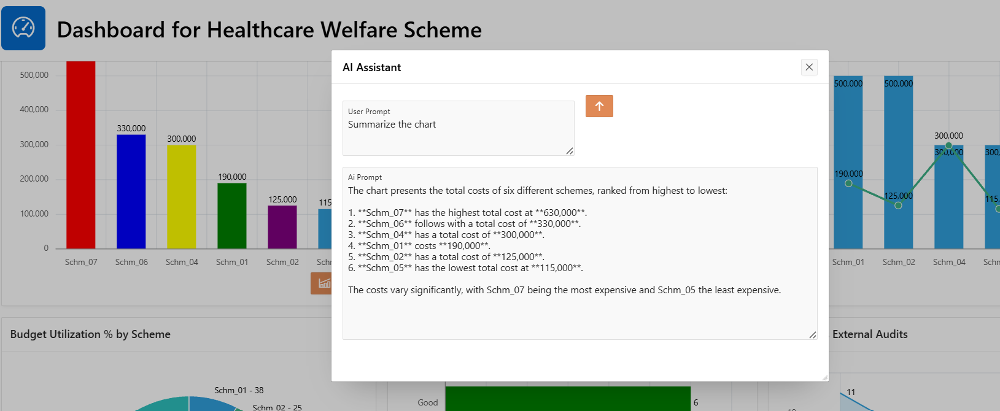 Dashboard for Healthcare Welfare Scheme
500,000
400,000
300,000
200,000
100,000
0
330,000
300,000
190,000
125,000
115
Schm_07
Schm_06
Schm_04
Schm_01
Schm_02
Sch
AI Assistant
User Prompt
Summarize the chart
Ai Prompt
The chart presents the total costs of six different schemes, ranked from highest to lowest:
1. **Schm_07** has the highest total cost at **630,000**.
2. **Schm_06** follows with a total cost of **330,000**.
3. **Schm_04** has a total cost of **300,000**.
4. **Schm_01** costs **190,000**.
5. **Schm_02** has a total cost of **125,000**.
6. **Schm_05** has the lowest total cost at **115,000**.
The costs vary significantly, with Schm_07 being the most expensive and Schm_05 the least expensive.
500,000
500,000
300,000
300,000
300,
190,000
125,000
115,
Schm_01
Schm_02
Schm_04
Schm
Budget Utilization % by Scheme
Schm_01 - 38
Schm_02 - 25
Good
6
External Audits
11